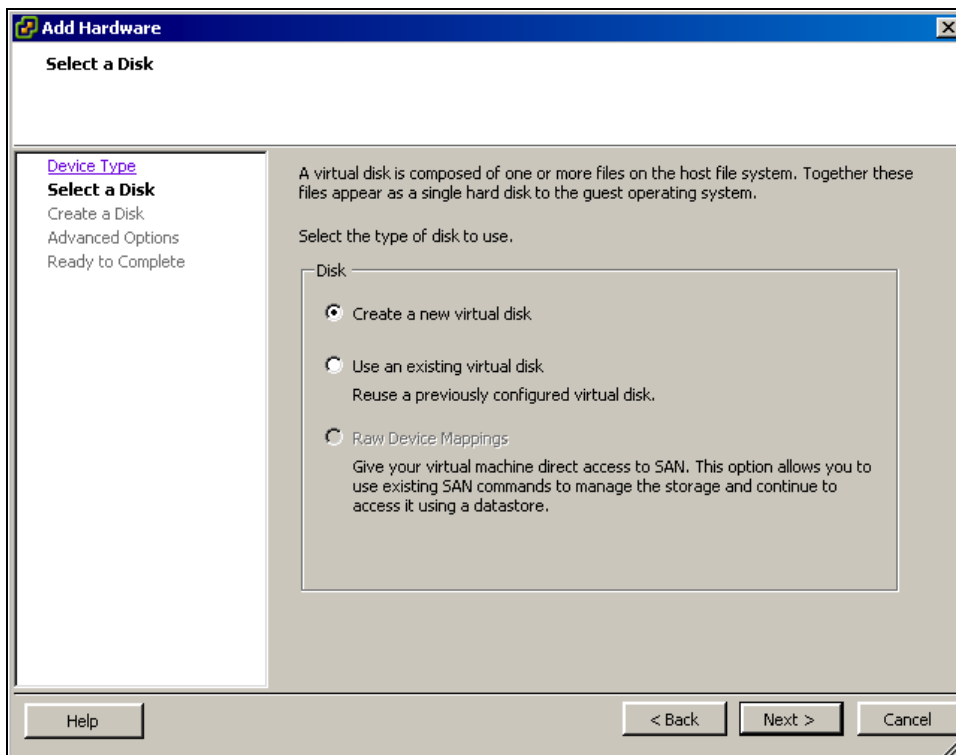 Add Hardware
Select a Disk
Device Type
Select a Disk
Create a Disk
Advanced Options
Ready to Complete
A virtual disk is composed of one or more files on the host file system. Together these
files appear as a single hard disk to the guest operating system.
Select the type of disk to use.
Disk
Create a new virtual disk
Use an existing virtual disk
Reuse a previously configured virtual disk.
Raw Device Mappings
Give your virtual machine direct access to SAN. This option allows you to
use existing SAN commands to manage the storage and continue to
access it using a datastore.
Help
< Back
Next >
Cancel